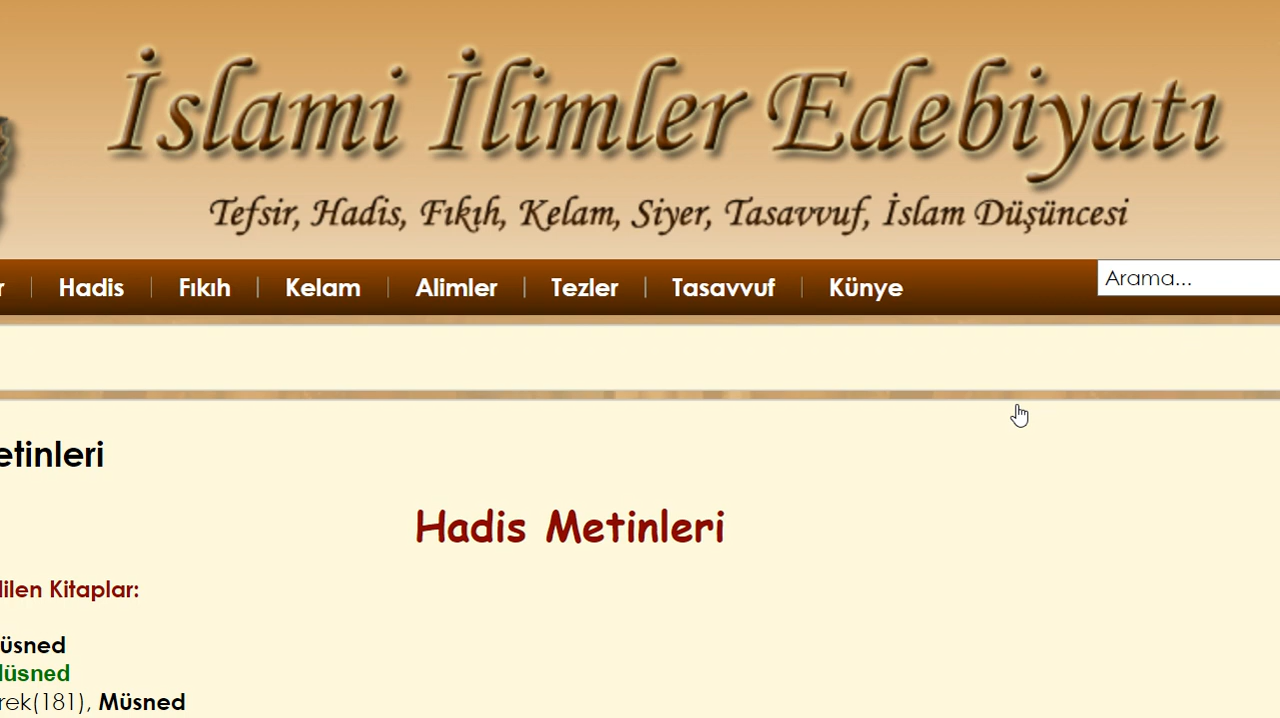 İslami İlimler Edebiyatı
Tefsir, Hadis, Fıkıh, Kelam, Siyer, Tasavvuf, İslam Düşüncesi
Hadis Fıkıh Kelam Alimler Tezler Tasavvuf Künye Arama...
etinleri
Hadis Metinleri
Kitaplar:
üsned
üsned
rek(181), Müsned